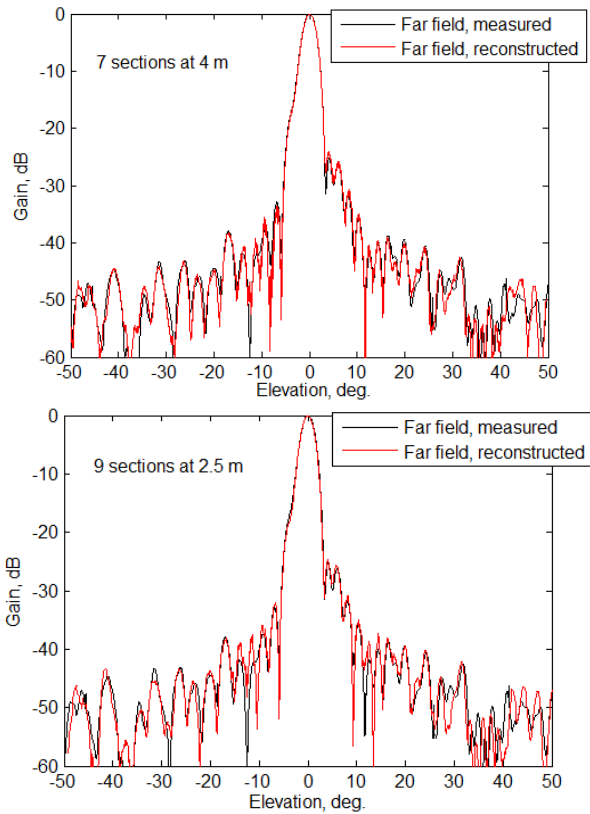 Far field, measured
Far field, reconstructed
7 sections at 4 m
0
-10
-20
-30
-40
-50
-60
Gain, dB
-50 -40 -30 -20 -10 0 10 20 30 40 50
Elevation, deg.
Far field, measured
Far field, reconstructed
9 sections at 2.5 m
0
-10
-20
-30
-40
-50
-60
Gain, dB
-50 -40 -30 -20 -10 0 10 20 30 40 50
Elevation, deg.